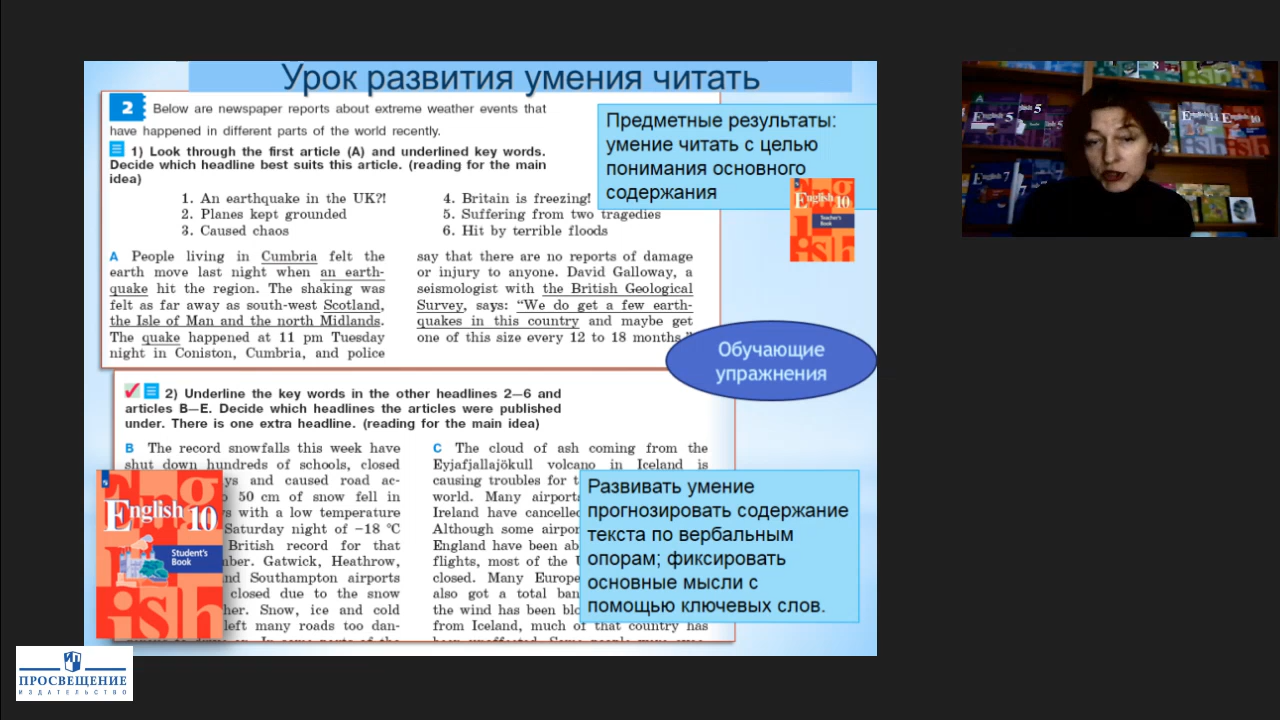 Урок развития умения читать
2 Below are newspaper reports about extreme weather events that
have happened in different parts of the world recently.
1) Look through the first article (A) and underlined key words.
Decide which headline best suits this article. (reading for the main
idea)
1. An earthquake in the UK?!
2. Planes kept grounded
3. Caused chaos
4. Britain is freezing!
5. Suffering from two tragedies
6. Hit by terrible floods
A People living in Cumbria felt the
earth move last night when an earth-
quake hit the region. The shaking was
felt as far away as south-west Scotland,
the Isle of Man and the north Midlands.
The quake happened at 11 pm Tuesday
night in Coniston, Cumbria, and police
say that there are no reports of damage
or injury to anyone. David Galloway, a
seismologist with the British Geological
Survey, says: “We do get a few earth-
quakes in this country and maybe get
one of this size every 12 to 18 months.”
Предметные результаты:
умение читать с целью
понимания основного
содержания
English 10
Teacher's
Book
Обучающие
упражнения
2) Underline the key words in the other headlines 2—6 and
articles B—E. Decide which headlines the articles were published
under. There is one extra headline. (reading for the main idea)
B The record snowfalls this week have
shut down hundreds of schools, closed
and caused road ac-
50 cm of snow fell in
with a low temperature
Saturday night of −18 °C
British record for that
Gatwick, Heathrow,
Southampton airports
closed due to the snow
Snow, ice and cold
left many roads too dan-
C The cloud of ash coming from the
Eyjafjallajökull volcano in Iceland is
causing troubles for
world. Many
Ireland have
Although some
England have been
flights, most of the
closed. Many
also got a total
the wind has been
from Iceland, much of that country has
Развивать умение
прогнозировать содержание
текста по вербальным
опорам; фиксировать
основные мысли с
помощью ключевых слов.
English 10
Student's
Book
ПРОСВЕЩЕНИЕ
ИЗДАТЕЛЬСТВО